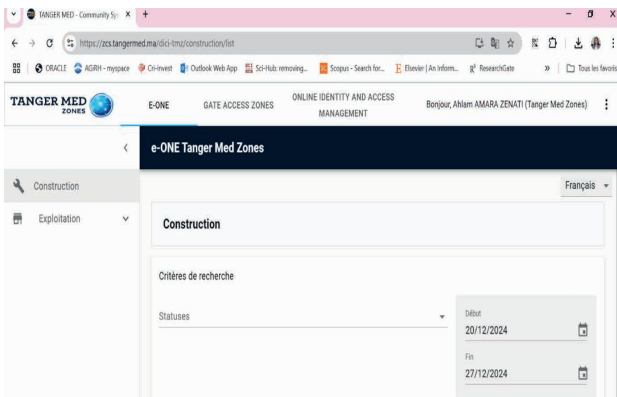 TANGER MED - Community Sys X +
https://zcs.tangermed.ma/dici-tmz/construction/list
ORACLE AGIRH - myspace Cri-Invest Outlook Web App Sci-Hub: removing... Scopus - Search for... Elsevier | An Inform... ResearchGate » Tous les favoris
TANGER MED
ZONES
E-ONE GATE ACCESS ZONES ONLINE IDENTITY AND ACCESS
MANAGEMENT
Bonjour, Ahlam AMARA ZENATI (Tanger Med Zones)
e-ONE Tanger Med Zones
Construction
Français
Exploitation
Construction
Critères de recherche
Statuses
Début
20/12/2024
Fin
27/12/2024